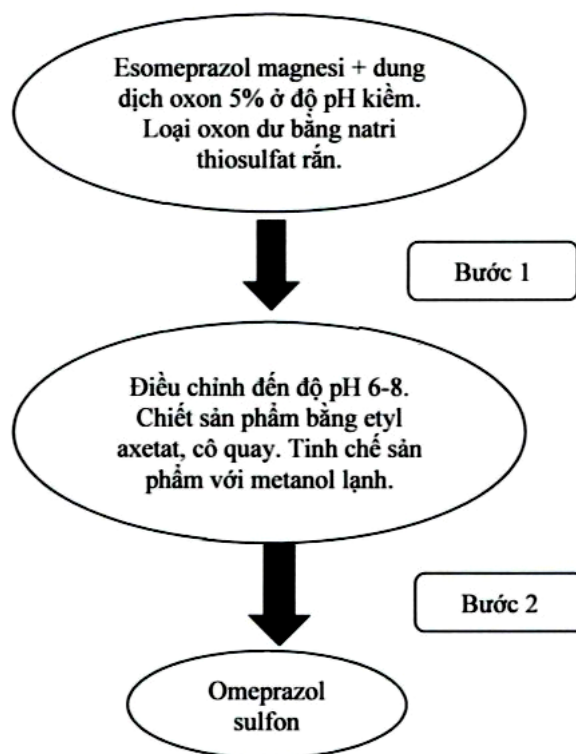 Esomeprazol magnesi + dung
dịch oxon 5% ở độ pH kiềm.
Loại oxon dư bằng natri
thiosulfat rắn.
Bước 1
Điều chỉnh đến độ pH 6-8.
Chiết sản phẩm bằng etyl
axetat, cô quay. Tinh chế sản
phẩm với metanol lạnh.
Bước 2
Omeprazol
sulfon